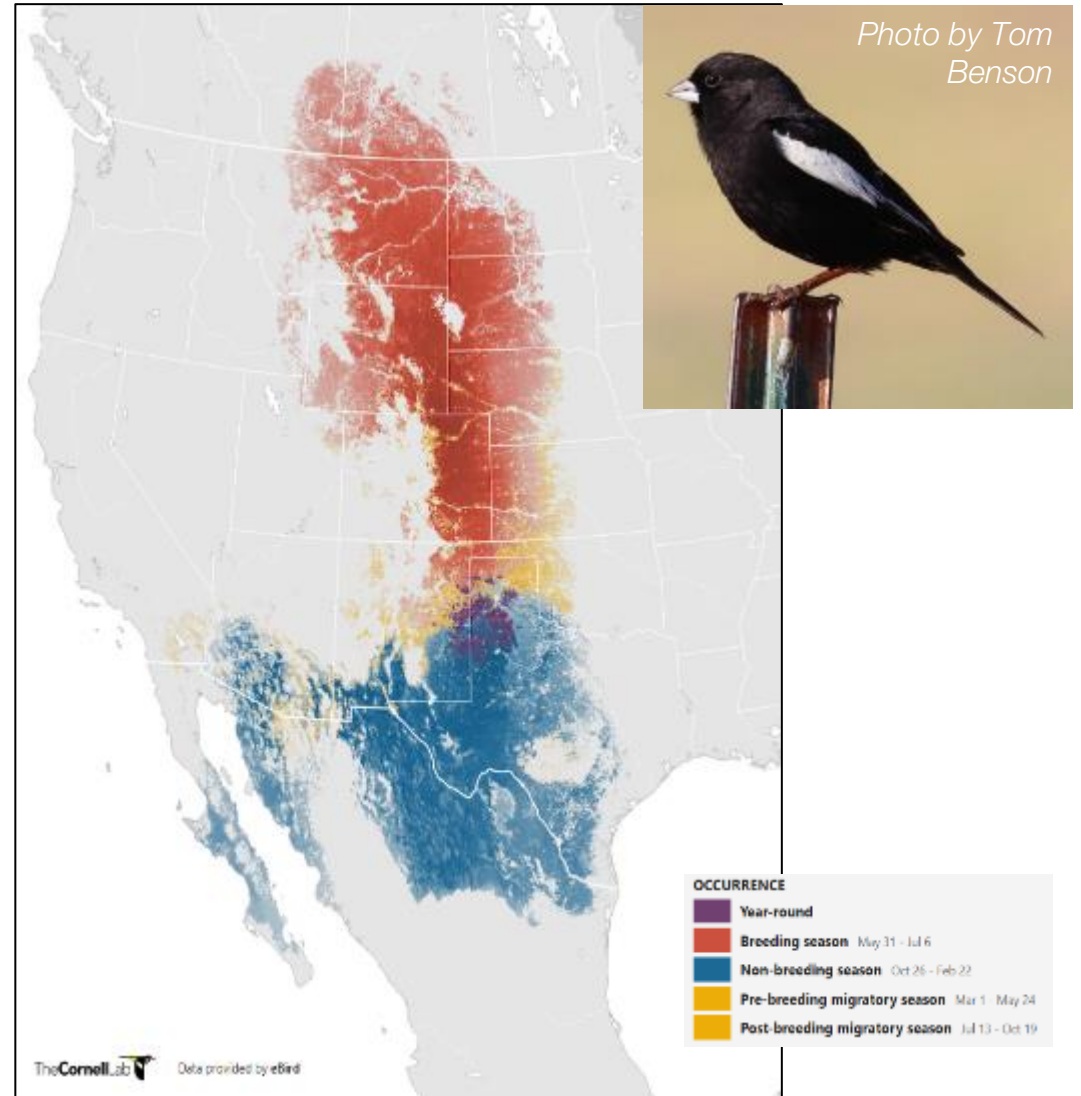 Photo by Tom
Benson
OCCURRENCE
Year-round
Breeding season May 31 - Jul 6
Non-breeding season Oct 26 - Feb 22
Pre-breeding migratory season Mar 1 - May 24
Post-breeding migratory season Jul 13 - Oct 19
TheCornellLab Data provided by eBird